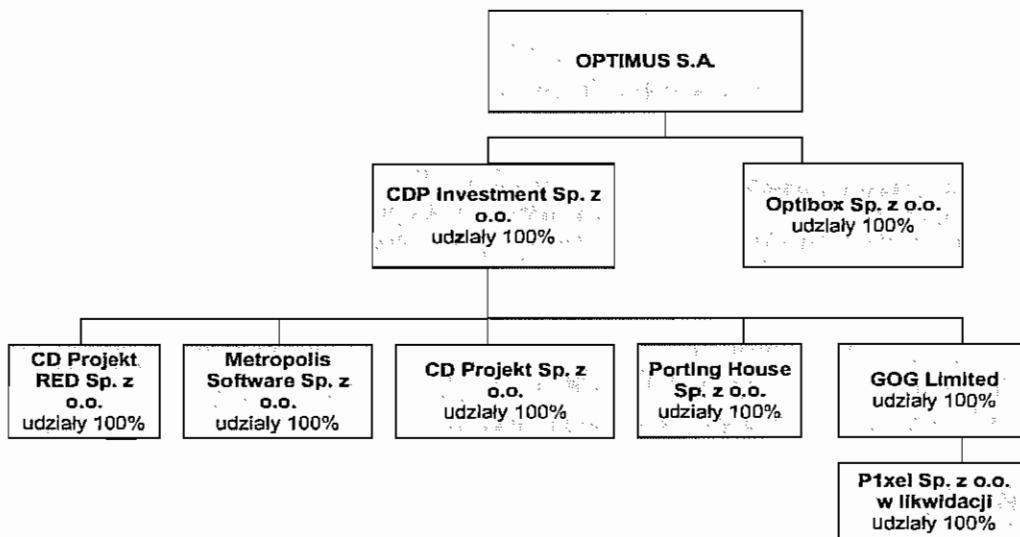 OPTIMUS S.A.
CDP Investment Sp. z
o.o.
udziały 100%
Optibox Sp. z o.o.
udziały 100%
CD Projekt
RED Sp. z
o.o.
udziały 100%
Metropolis
Software Sp. z
o.o.
udziały 100%
CD Projekt Sp. z
o.o.
udziały 100%
Porting House
Sp. z o.o.
udziały 100%
GOG Limited
udziały 100%
P1xel Sp. z o.o.
w likwidacji
udziały 100%